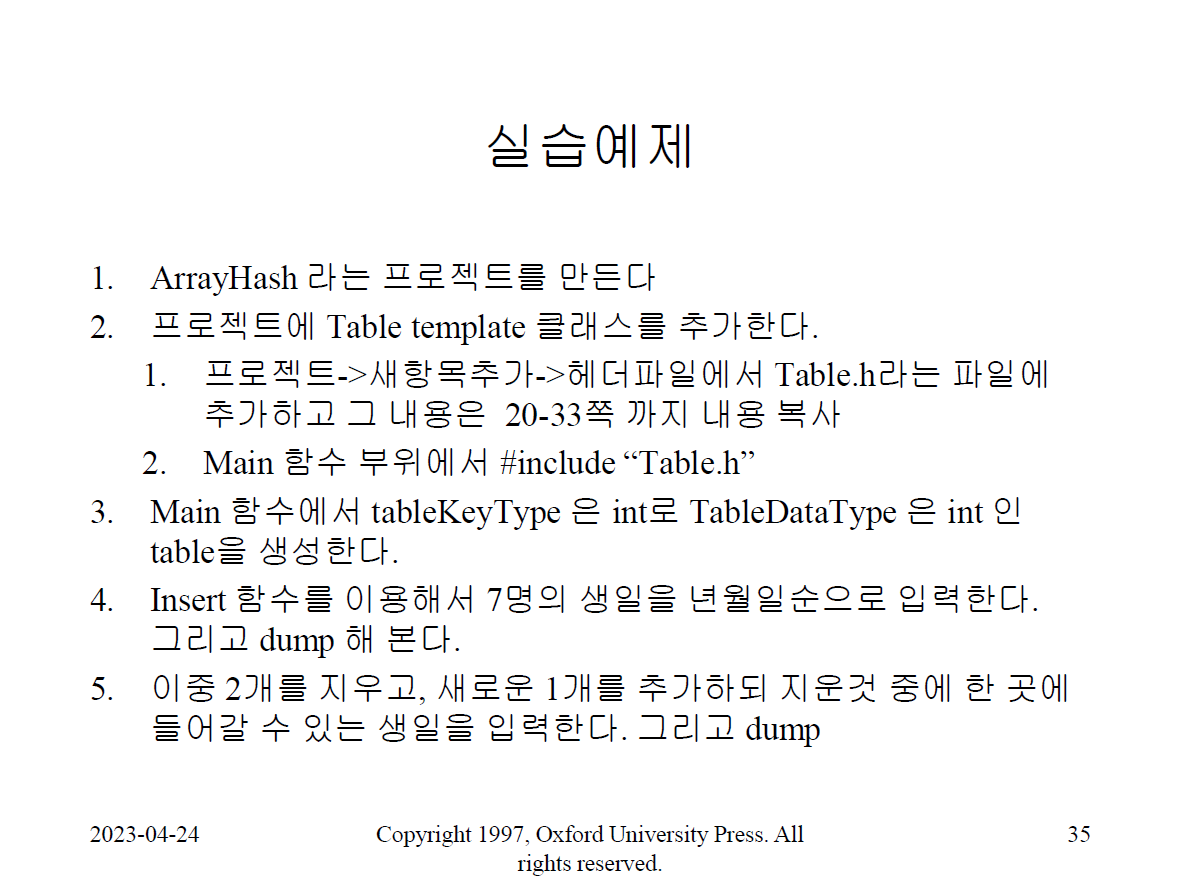 실습예제
1. ArrayHash 라는 프로젝트를 만든다
2. 프로젝트에 Table template 클래스를 추가한다.
1. 프로젝트->새항목추가->헤더파일에서 Table.h라는 파일에
추가하고 그 내용은 20-33쪽 까지 내용 복사
2. Main 함수 부위에서 #include “Table.h”
3. Main 함수에서 tableKeyType 은 int로 TableDataType 은 int 인
table을 생성한다.
4. Insert 함수를 이용해서 7명의 생일을 년월일순으로 입력한다.
그리고 dump 해 본다.
5. 이중 2개를 지우고, 새로운 1개를 추가하되 지운것 중에 한 곳에
들어갈 수 있는 생일을 입력한다. 그리고 dump
2023-04-24
Copyright 1997, Oxford University Press. All
rights reserved.
35